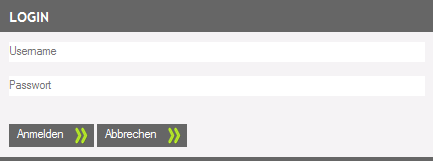 LOGIN
Username
Passwort
Anmelden Abbrechen